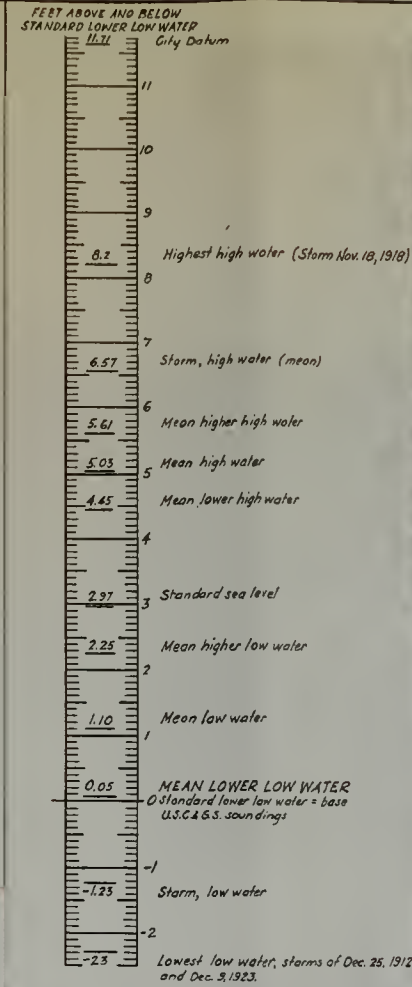 FEET ABOVE AND BELOW
STANDARD LOWER LOW WATER
11.71 City Datum
11
10
9
8.2 Highest high water (Storm Nov. 18, 1918)
8
7
6.57 Storm, high water (mean)
6
5.61 Mean higher high water
5.03 Mean high water
5
4.45 Mean lower high water
4
2.97 Standard sea level
3
2.25 Mean higher low water
2
1.10 Mean low water
1
0.05 MEAN LOWER LOW WATER
0 Standard lower low water = base
U.S.C.& G.S. soundings
-1
-1.23 Storm, low water
-2
-2.3 Lowest low water, storms of Dec. 25, 1912
and Dec. 9, 1923.